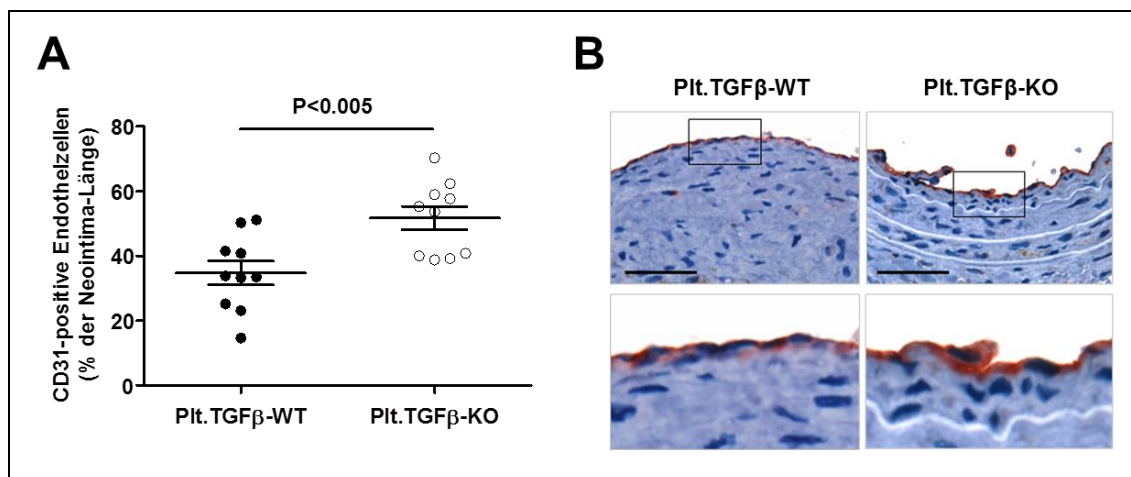 A
P<0.005
CD31-positive Endothelzellen
(% der Neointima-Länge)
80
60
40
20
0
Plt.TGFβ-WT
Plt.TGFβ-KO
B
Plt.TGFβ-WT
Plt.TGFβ-KO